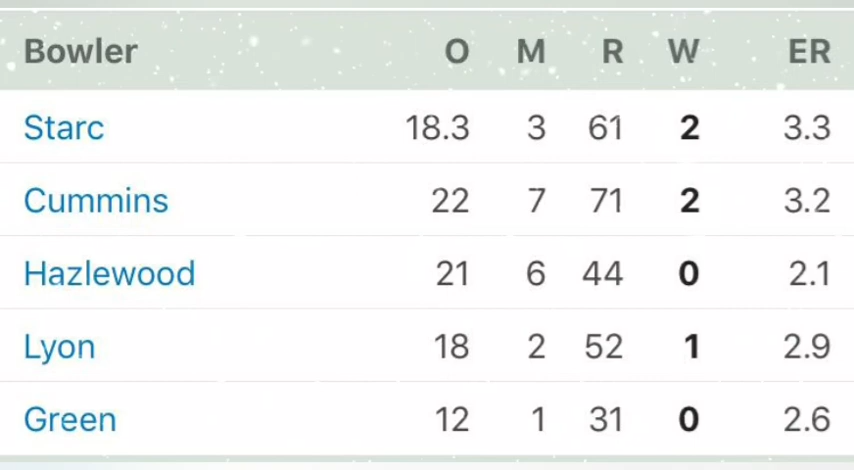 Bowler O M R W ER
Starc 18.3 3 61 2 3.3
Cummins 22 7 71 2 3.2
Hazlewood 21 6 44 0 2.1
Lyon 18 2 52 1 2.9
Green 12 1 31 0 2.6